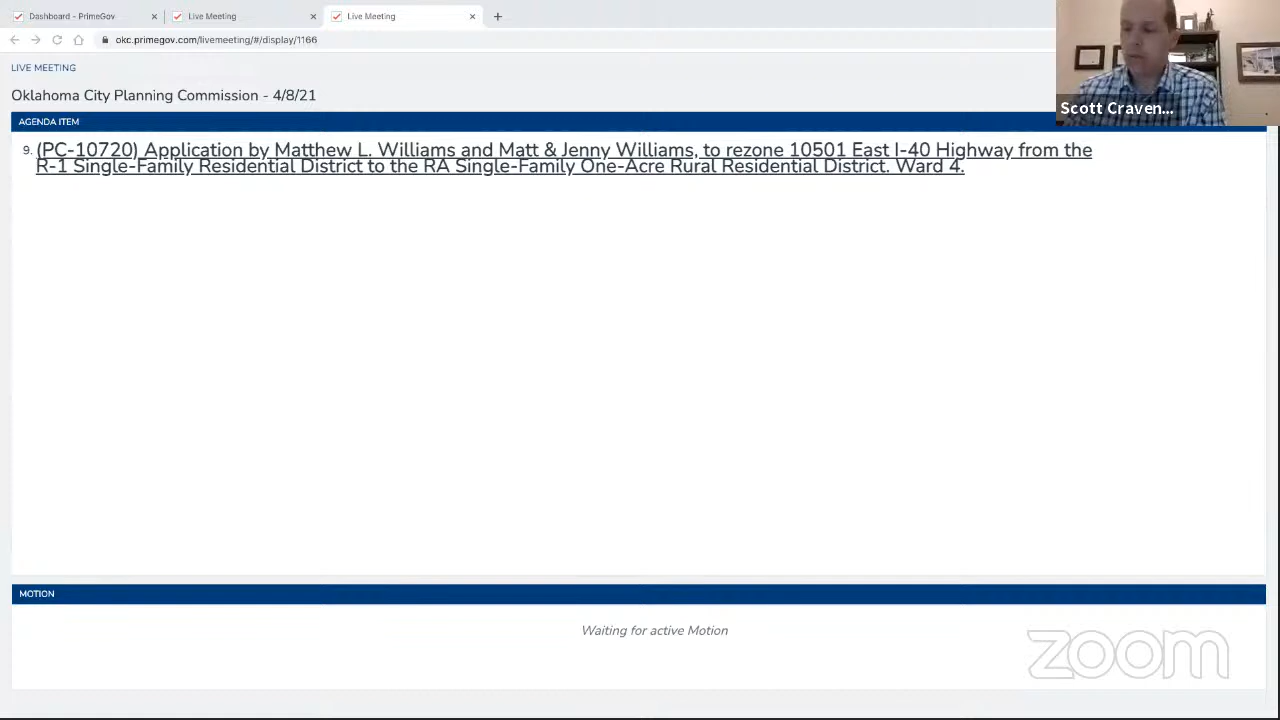 Dashboard - PrimeGov
Live Meeting
Live Meeting
okc.primegov.com/livemeeting/#/display/1166
LIVE MEETING
Oklahoma City Planning Commission - 4/8/21
Scott Craven...
AGENDA ITEM
9. (PC-10720) Application by Matthew L. Williams and Matt & Jenny Williams, to rezone 10501 East I-40 Highway from the
R-1 Single-Family Residential District to the RA Single-Family One-Acre Rural Residential District. Ward 4.
MOTION
Waiting for active Motion
zoom